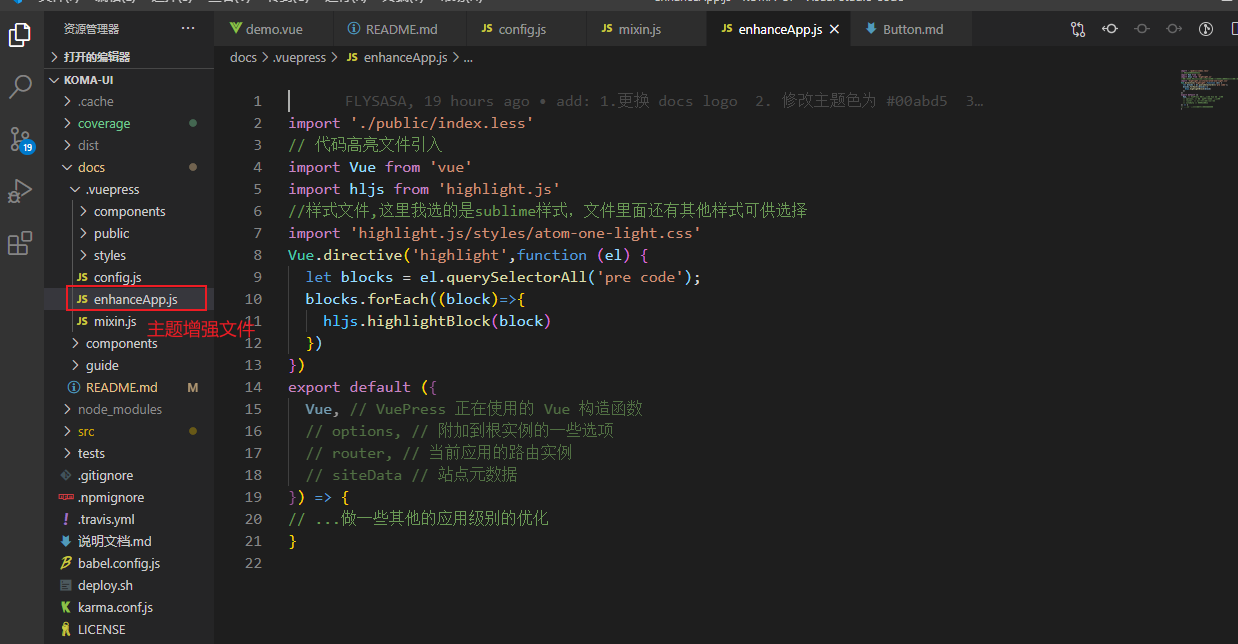 资源管理器
···
demo.vue
README.md
JS config.js
JS mixin.js
JS enhanceApp.js
Button.md
打开的编辑器
docs > .vuepress > JS enhanceApp.js > ...
KOMA-UI
.cache
coverage
dist
docs
.vuepress
components
public
styles
JS config.js
JS enhanceApp.js
JS mixin.js
主题增强文件
components
guide
README.md M
node_modules
src
tests
.gitignore
.npmignore
.travis.yml
说明文档.md
babel.config.js
deploy.sh
karma.conf.js
LICENSE
19
1 FLYSASA, 19 hours ago • add: 1.更换 docs logo 2. 修改主题色为 #00abd5 3…
2 import './public/index.less'
3 // 代码高亮文件引入
4 import Vue from 'vue'
5 import hljs from 'highlight.js'
6 //样式文件,这里我选的是sublime样式，文件里面还有其他样式可供选择
7 import 'highlight.js/styles/atom-one-light.css'
8 Vue.directive('highlight',function (el) {
9 let blocks = el.querySelectorAll('pre code');
10 blocks.forEach((block)=>{
11 hljs.highlightBlock(block)
12 })
13 })
14 export default ({
15 Vue, // VuePress 正在使用的 Vue 构造函数
16 // options, // 附加到根实例的一些选项
17 // router, // 当前应用的路由实例
18 // siteData // 站点元数据
19 }) => {
20 // ...做一些其他的应用级别的优化
21 }
22